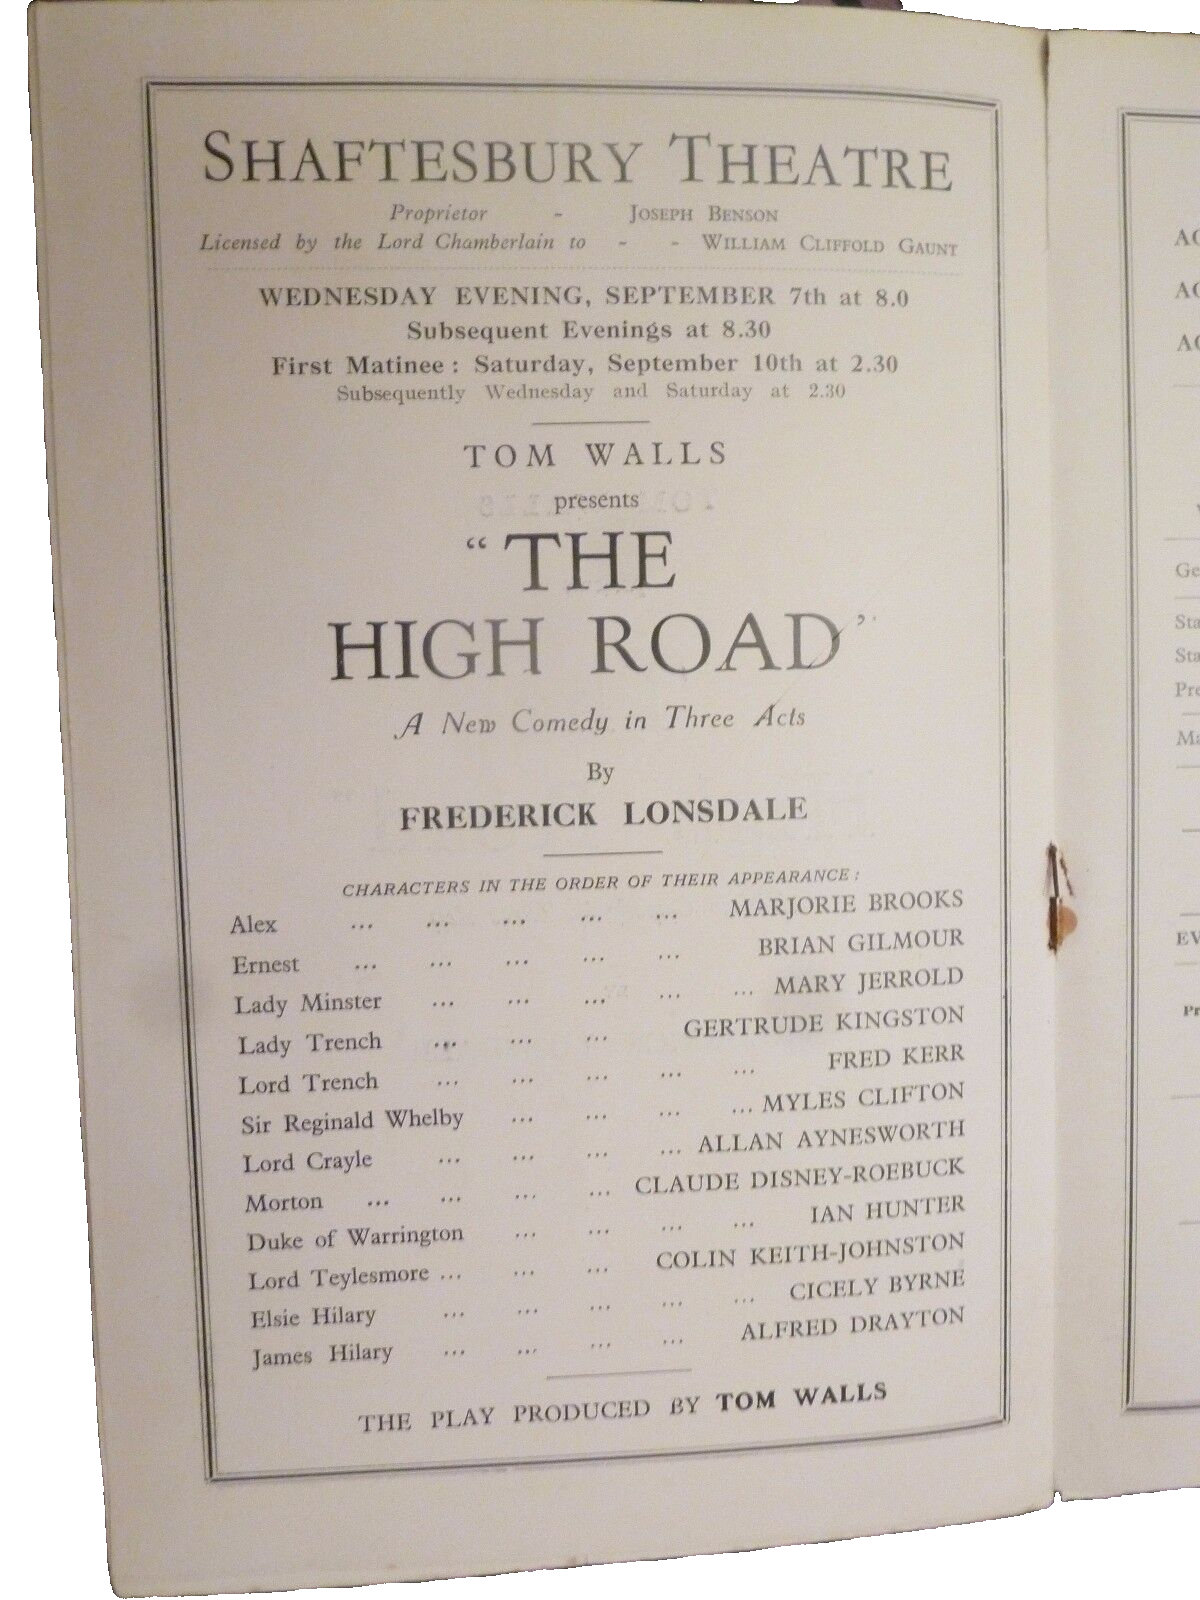 SHAFTESBURY THEATRE
Proprietor - JOSEPH BENSON
Licensed by the Lord Chamberlain to - - WILLIAM CLIFFOLD GAUNT
WEDNESDAY EVENING, SEPTEMBER 7th at 8.0
Subsequent Evenings at 8.30
First Matinee : Saturday, September 10th at 2.30
Subsequently Wednesday and Saturday at 2.30
TOM WALLS
presents
“THE
HIGH ROAD”
A New Comedy in Three Acts
By
FREDERICK LONSDALE
CHARACTERS IN THE ORDER OF THEIR APPEARANCE :
Alex ... ... ... ... ... MARJORIE BROOKS
Ernest ... ... ... ... ... BRIAN GILMOUR
Lady Minster ... ... ... ... ... MARY JERROLD
Lady Trench ... ... ... GERTRUDE KINGSTON
Lord Trench ... ... ... ... ... FRED KERR
Sir Reginald Whelby ... ... ... ... MYLES CLIFTON
Lord Crayle ... ... ... ... ALLAN AYNESWORTH
Morton ... ... ... ... CLAUDE DISNEY-ROEBUCK
Duke of Warrington ... ... ... ... IAN HUNTER
Lord Teylesmore ... ... ... COLIN KEITH-JOHNSTON
Elsie Hilary ... ... ... ... ... CICELY BYRNE
James Hilary ... ... ... ... ALFRED DRAYTON
THE PLAY PRODUCED BY TOM WALLS